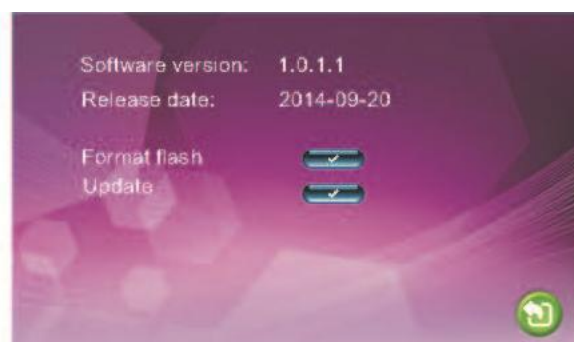 Software version: 1.0.1.1
Release date: 2014-09-20
Format flash
Update